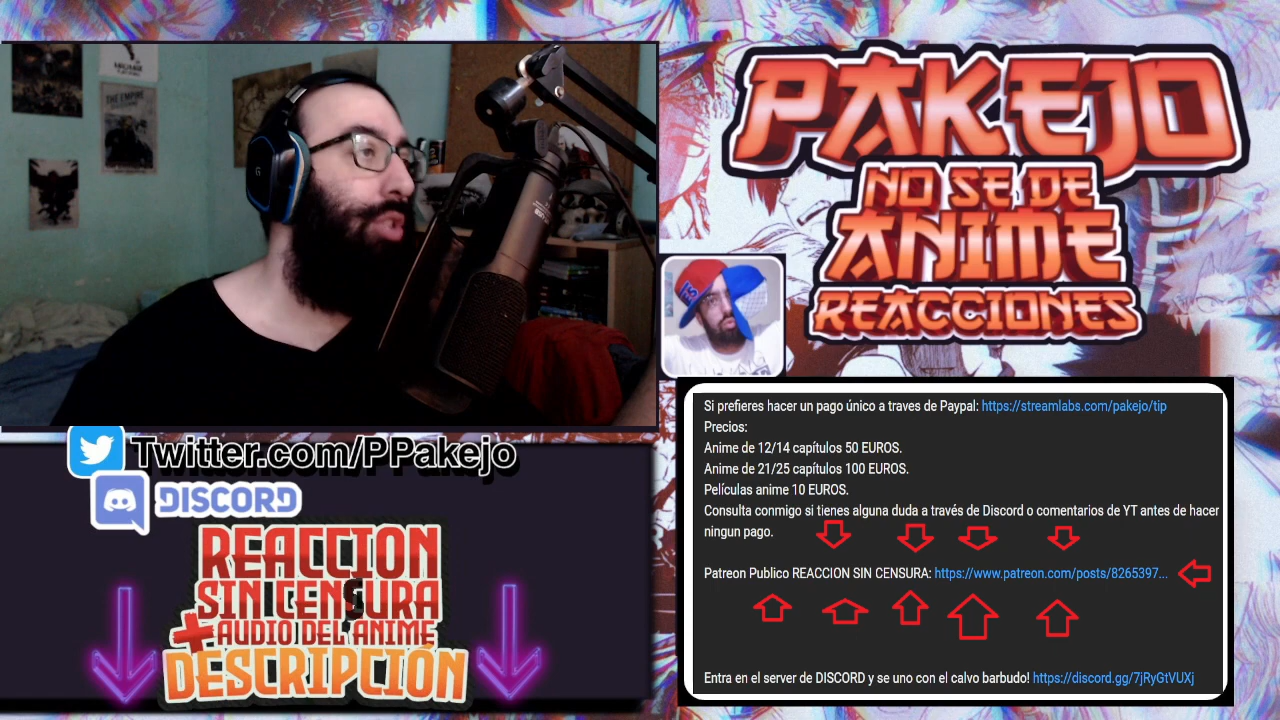 THE EMPIRE
G
PAKEJO
NO SE DE
ANIME
REACCIONES
Si prefieres hacer un pago único a traves de Paypal: https://streamlabs.com/pakejo/tip
Precios:
Anime de 12/14 capítulos 50 EUROS.
Anime de 21/25 capítulos 100 EUROS.
Películas anime 10 EUROS.
Consulta conmigo si tienes alguna duda a través de Discord o comentarios de YT antes de hacer
ningun pago.
Patreon Publico REACCION SIN CENSURA: https://www.patreon.com/posts/8265397...
Entra en el server de DISCORD y se uno con el calvo barbudo! https://discord.gg/7jRyGtVUXj
Twitter.com/PPakejo
DISCORD
REACCION
SIN CENSURA
+AUDIO DEL ANIME
DESCRIPCIÓN